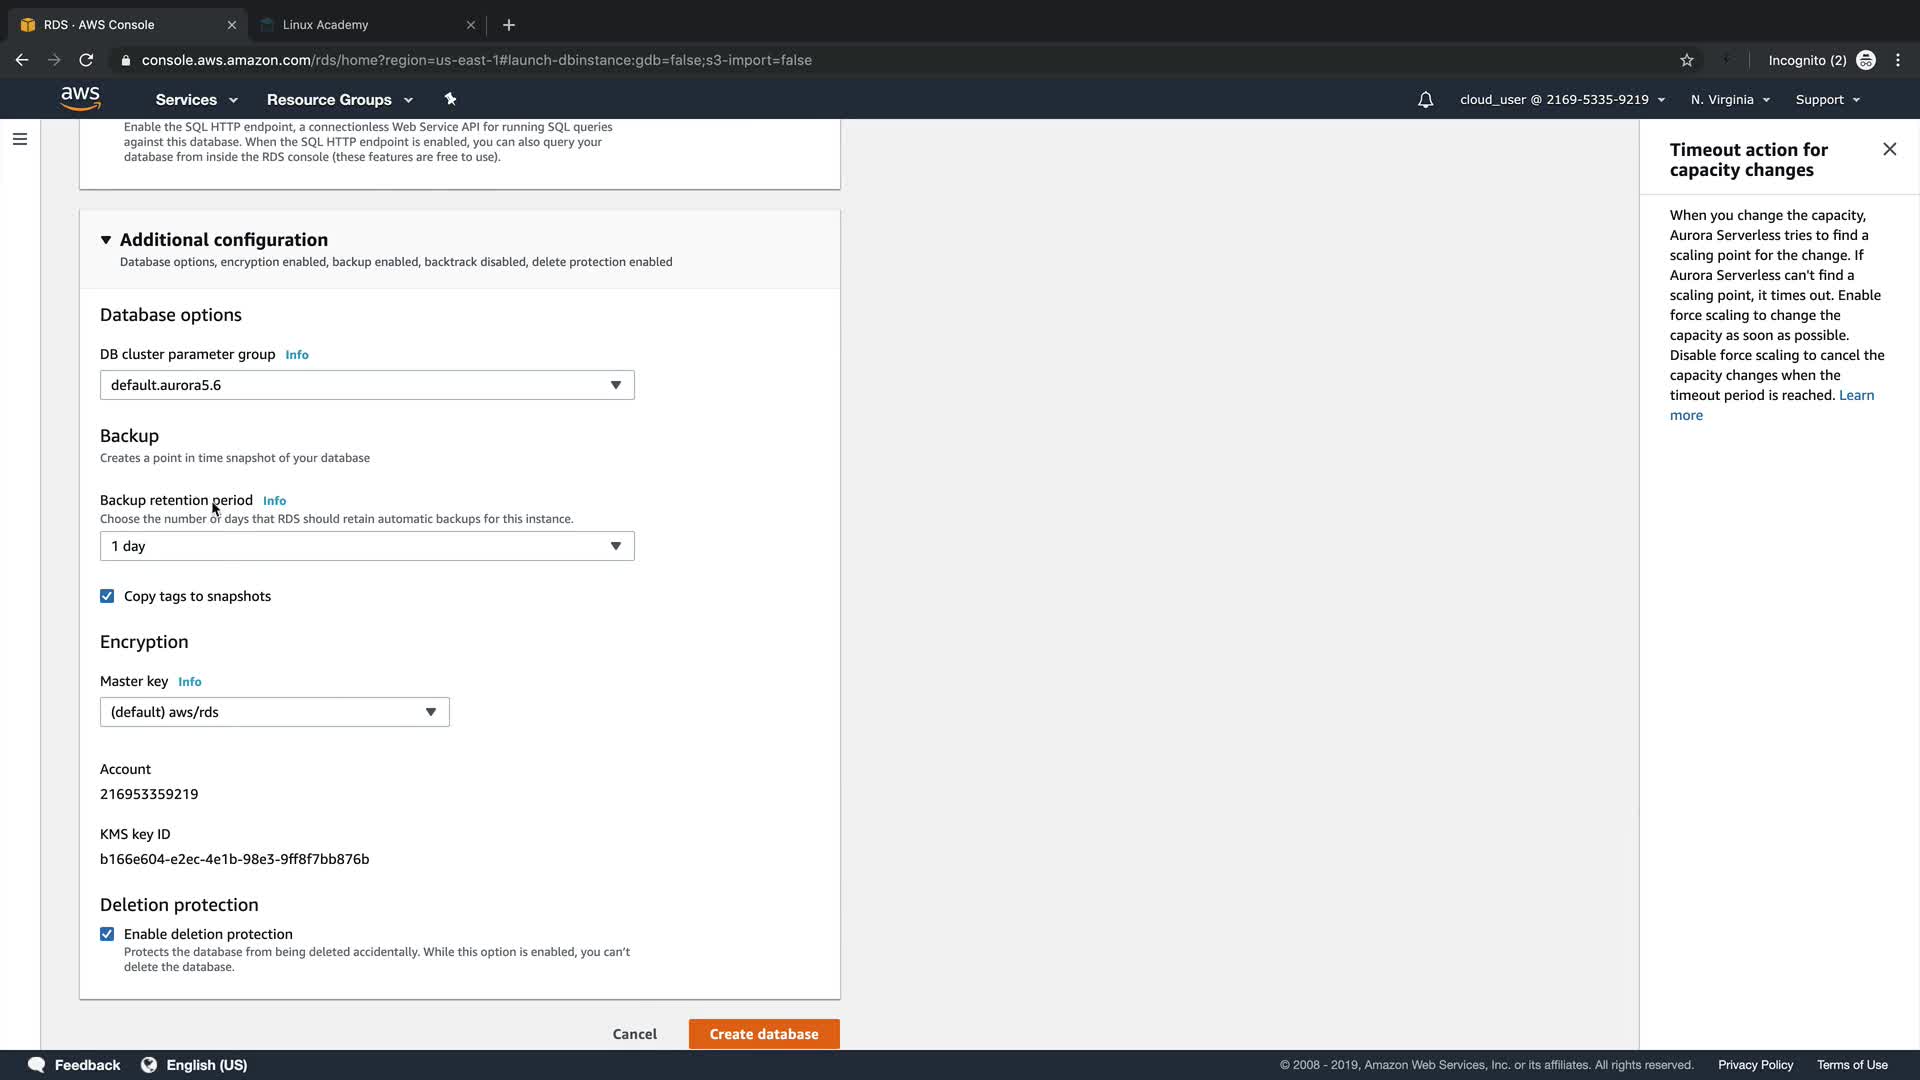 RDS · AWS Console
Linux Academy
console.aws.amazon.com/rds/home?region=us-east-1#launch-dbinstance:gdb=false;s3-import=false
Incognito (2)
aws
Services
Resource Groups
cloud_user @ 2169-5335-9219
N. Virginia
Support
Enable the SQL HTTP endpoint, a connectionless Web Service API for running SQL queries
against this database. When the SQL HTTP endpoint is enabled, you can also query your
database from inside the RDS console (these features are free to use).
Additional configuration
Database options, encryption enabled, backup enabled, backtrack disabled, delete protection enabled
Database options
DB cluster parameter group Info
default.aurora5.6
Backup
Creates a point in time snapshot of your database
Backup retention period Info
Choose the number of days that RDS should retain automatic backups for this instance.
1 day
Copy tags to snapshots
Encryption
Master key Info
(default) aws/rds
Account
216953359219
KMS key ID
b166e604-e2ec-4e1b-98e3-9ff8f7bb876b
Deletion protection
Enable deletion protection
Protects the database from being deleted accidentally. While this option is enabled, you can't
delete the database.
Cancel
Create database
Timeout action for
capacity changes
When you change the capacity,
Aurora Serverless tries to find a
scaling point for the change. If
Aurora Serverless can't find a
scaling point, it times out. Enable
force scaling to change the
capacity as soon as possible.
Disable force scaling to cancel the
capacity changes when the
timeout period is reached. Learn
more
Feedback
English (US)
© 2008 - 2019, Amazon Web Services, Inc. or its affiliates. All rights reserved.
Privacy Policy
Terms of Use